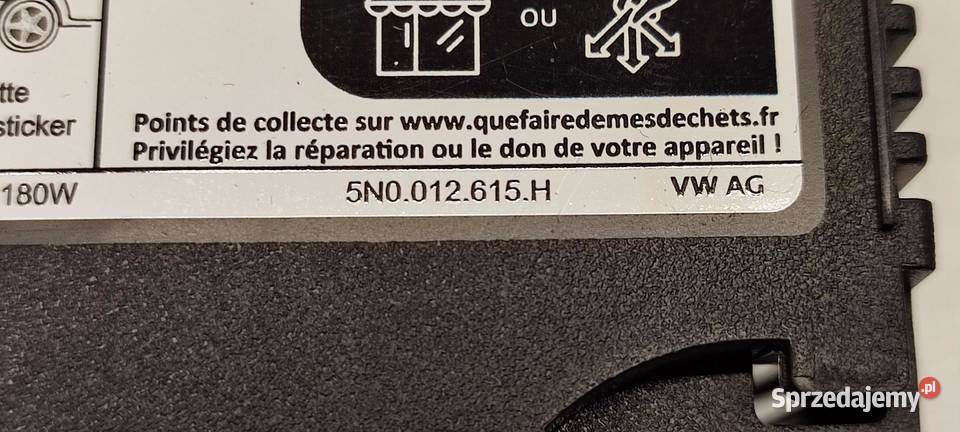 OU
tte
sticker
Points de collecte sur www.quefairedemesdechets.fr
Privilégiez la réparation ou le don de votre appareil !
180W 5N0.012.615.H VW AG
Sprzedajemy.pl